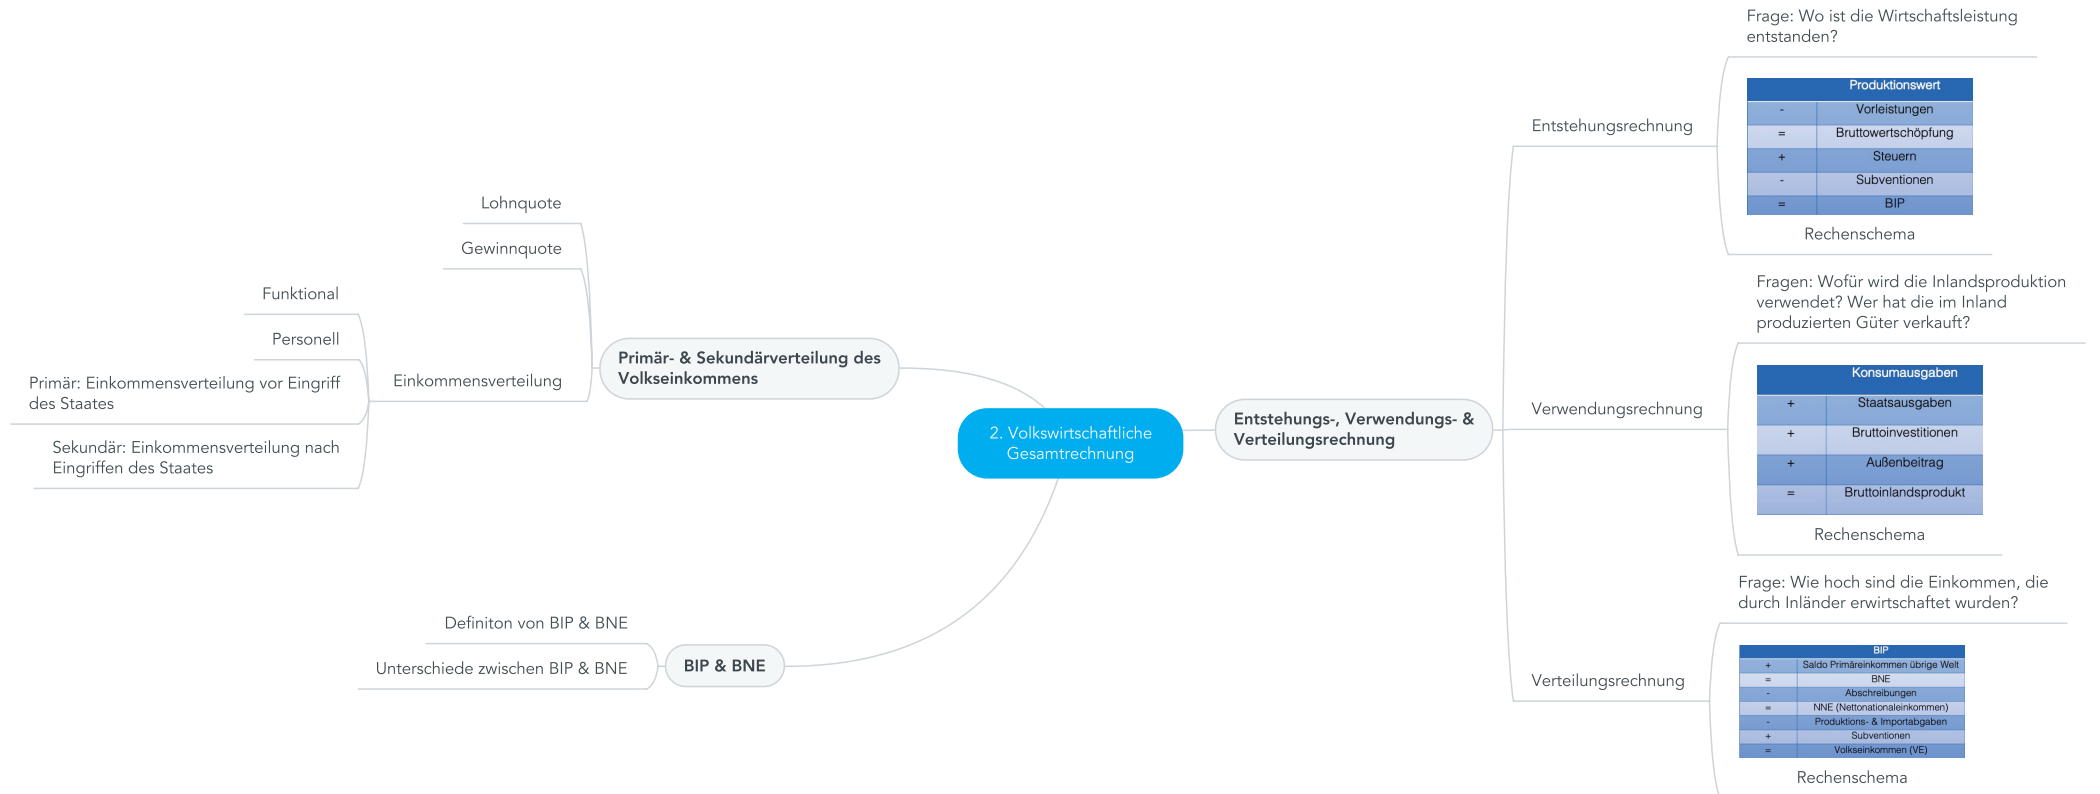 2. Volkswirtschaftliche
Gesamtrechnung
Primär- & Sekundärverteilung des
Volkseinkommens
Lohnquote
Gewinnquote
Einkommensverteilung
Funktional
Personell
Primär: Einkommensverteilung vor Eingriff
des Staates
Sekundär: Einkommensverteilung nach
Eingriffen des Staates
BIP & BNE
Definiton von BIP & BNE
Unterschiede zwischen BIP & BNE
Entstehungs-, Verwendungs- &
Verteilungsrechnung
Entstehungsrechnung
Frage: Wo ist die Wirtschaftsleistung
entstanden?
Produktionswert
- Vorleistungen
= Bruttowertschöpfung
+ Steuern
- Subventionen
= BIP
Rechenschema
Verwendungsrechnung
Fragen: Wofür wird die Inlandsproduktion
verwendet? Wer hat die im Inland
produzierten Güter verkauft?
Konsumausgaben
+ Staatsausgaben
+ Bruttoinvestitionen
+ Außenbeitrag
= Bruttoinlandsprodukt
Rechenschema
Verteilungsrechnung
Frage: Wie hoch sind die Einkommen, die
durch Inländer erwirtschaftet wurden?
BIP
+ Saldo Primäreinkommen übrige Welt
= BNE
- Abschreibungen
= NNE (Nettonationaleinkommen)
- Produktions- & Importabgaben
+ Subventionen
= Volkseinkommen (VE)
Rechenschema